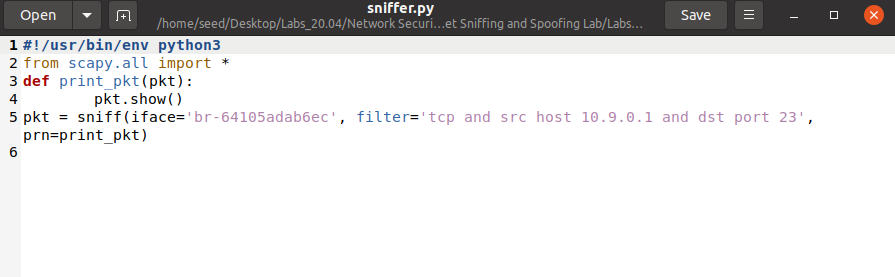 Open
sniffer.py
/home/seed/Desktop/Labs_20.04/Network Securi...et Sniffing and Spoofing Lab/Labs...
Save
1 #!/usr/bin/env python3
2 from scapy.all import *
3 def print_pkt(pkt):
4         pkt.show()
5 pkt = sniff(iface='br-64105adab6ec', filter='tcp and src host 10.9.0.1 and dst port 23',
prn=print_pkt)
6